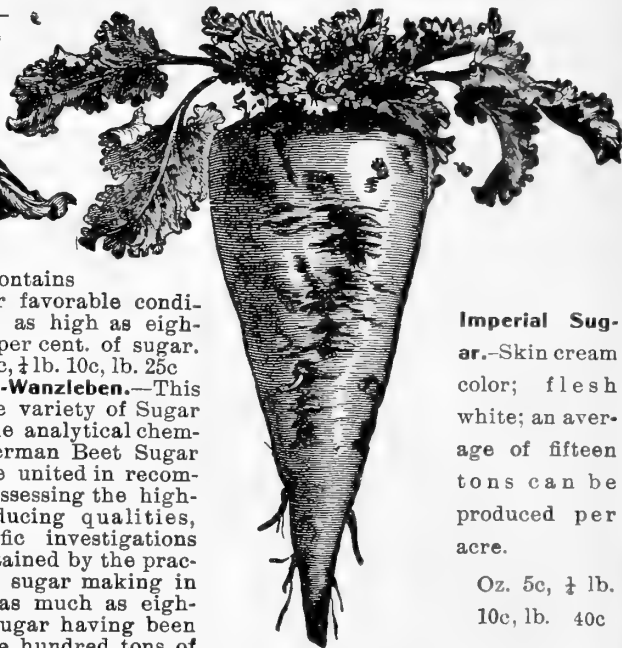 ontains
r favorable condi-
as high as eigh-
per cent. of sugar.
c, ¼ lb. 10c, lb. 25c
-Wanzleben.—This
e variety of Sugar
e analytical chem-
erman Beet Sugar
e united in recom-
ssessing the high-
ducing qualities,
fic investigations
tained by the prac-
sugar making in
as much as eigh-
ugar having been
e hundred tons of
Imperial Sug-
ar.–Skin cream
color; flesh
white; an aver-
age of fifteen
tons can be
produced per
acre.
Oz. 5c, ¼ lb.
10c, lb. 40c